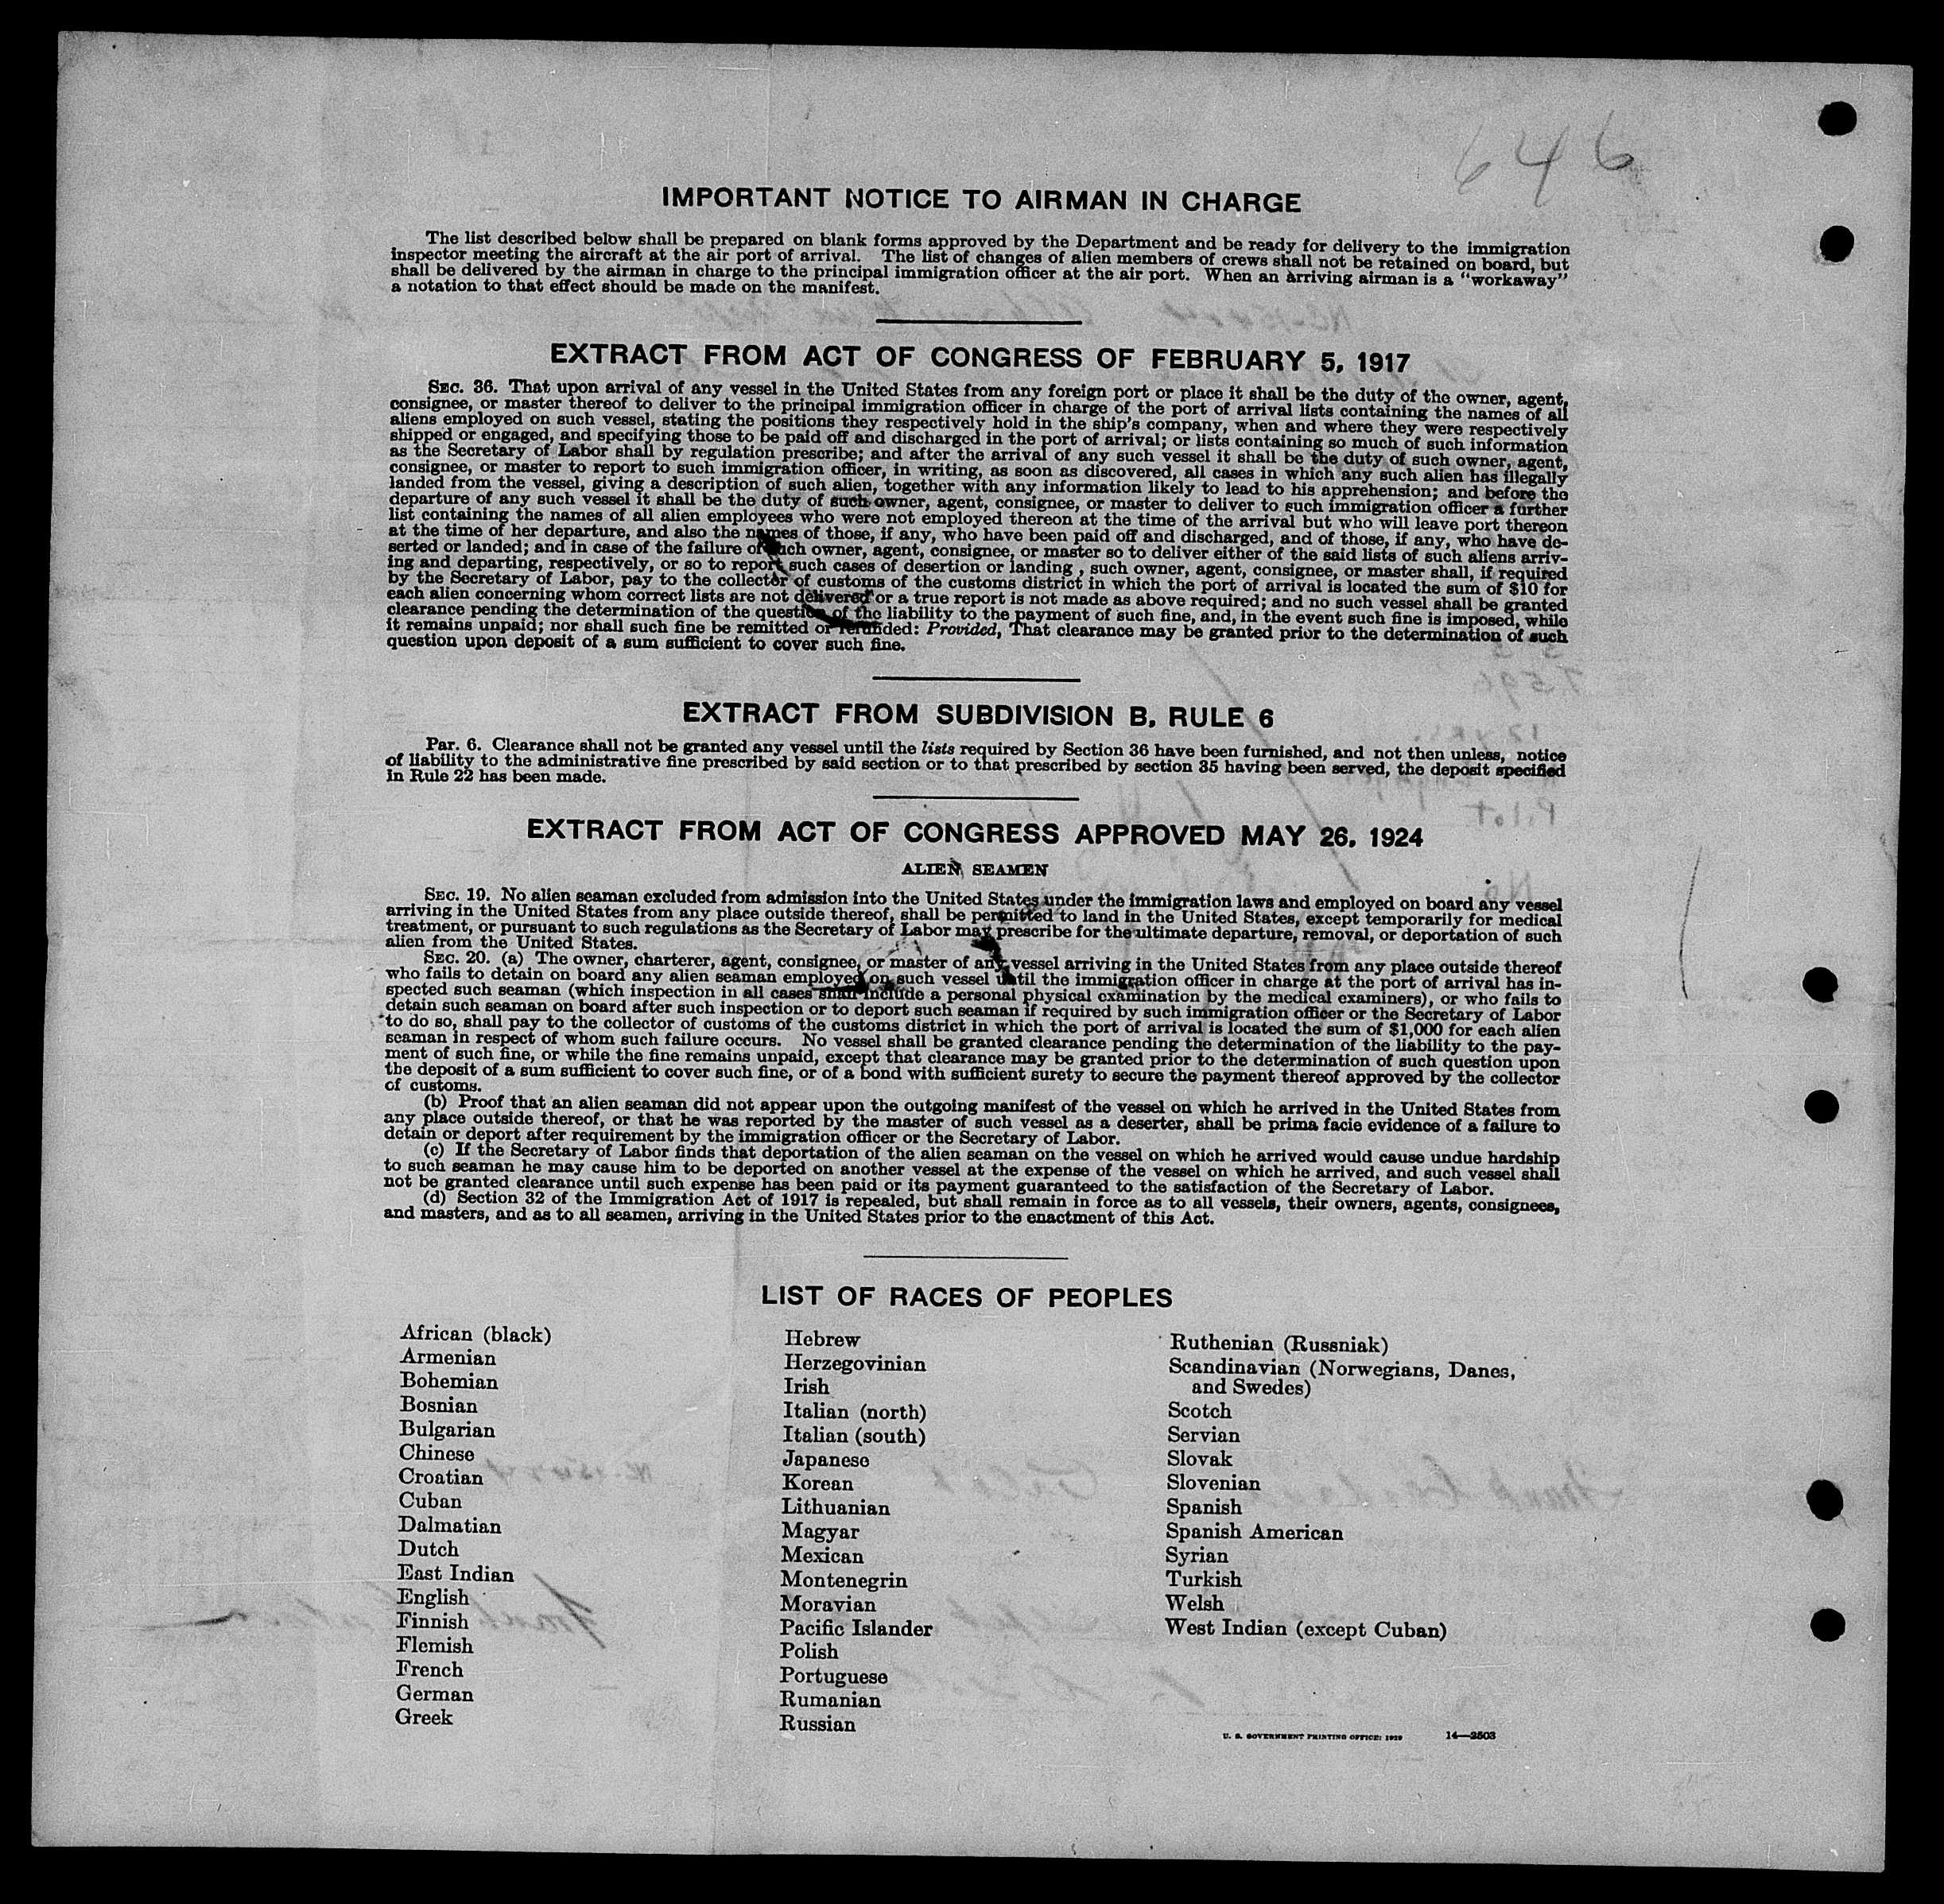 646
IMPORTANT NOTICE TO AIRMAN IN CHARGE
The list described below shall be prepared on blank forms approved by the Department and be ready for delivery to the immigration
inspector meeting the aircraft at the air port of arrival. The list of changes of alien members of crews shall not be retained on board, but
shall be delivered by the airman in charge to the principal immigration officer at the air port. When an arriving airman is a “workaway”
a notation to that effect should be made on the manifest.
EXTRACT FROM ACT OF CONGRESS OF FEBRUARY 5, 1917
SEC. 36. That upon arrival of any vessel in the United States from any foreign port or place it shall be the duty of the owner, agent,
consignee, or master thereof to deliver to the principal immigration officer in charge of the port of arrival lists containing the names of all
aliens employed on such vessel, stating the positions they respectively hold in the ship's company, when and where they were respectively
shipped or engaged, and specifying those to be paid off and discharged in the port of arrival; or lists containing so much of such information
as the Secretary of Labor shall by regulation prescribe; and after the arrival of any such vessel it shall be the duty of such owner, agent,
consignee, or master to report to such immigration officer, in writing, as soon as discovered, all cases in which any such alien has illegally
landed from the vessel, giving a description of such alien, together with any information likely to lead to his apprehension; and before the
departure of any such vessel it shall be the duty of such owner, agent, consignee, or master to deliver to such immigration officer a further
list containing the names of all alien employees who were not employed thereon at the time of the arrival but who will leave port thereon
at the time of her departure, and also the names of those, if any, who have been paid off and discharged, and of those, if any, who have de-
serted or landed; and in case of the failure of such owner, agent, consignee, or master so to deliver either of the said lists of such aliens arriv-
ing and departing, respectively, or so to report such cases of desertion or landing , such owner, agent, consignee, or master shall, if required
by the Secretary of Labor, pay to the collector of customs of the customs district in which the port of arrival is located the sum of $10 for
each alien concerning whom correct lists are not delivered or a true report is not made as above required; and no such vessel shall be granted
clearance pending the determination of the question of the liability to the payment of such fine, and, in the event such fine is imposed, while
it remains unpaid; nor shall such fine be remitted or refunded: Provided, That clearance may be granted prior to the determination of such
question upon deposit of a sum sufficient to cover such fine.
EXTRACT FROM SUBDIVISION B, RULE 6
Par. 6. Clearance shall not be granted any vessel until the lists required by Section 36 have been furnished, and not then unless, notice
of liability to the administrative fine prescribed by said section or to that prescribed by section 35 having been served, the deposit specified
in Rule 22 has been made.
EXTRACT FROM ACT OF CONGRESS APPROVED MAY 26, 1924
ALIEN SEAMEN
SEC. 19. No alien seaman excluded from admission into the United States under the immigration laws and employed on board any vessel
arriving in the United States from any place outside thereof, shall be permitted to land in the United States, except temporarily for medical
treatment, or pursuant to such regulations as the Secretary of Labor may prescribe for the ultimate departure, removal, or deportation of such
alien from the United States.
SEC. 20. (a) The owner, charterer, agent, consignee, or master of any vessel arriving in the United States from any place outside thereof
who fails to detain on board any alien seaman employed on such vessel until the immigration officer in charge at the port of arrival has in-
spected such seaman (which inspection in all cases shall include a personal physical examination by the medical examiners), or who fails to
detain such seaman on board after such inspection or to deport such seaman if required by such immigration officer or the Secretary of Labor
to do so, shall pay to the collector of customs of the customs district in which the port of arrival is located the sum of $1,000 for each alien
seaman in respect of whom such failure occurs. No vessel shall be granted clearance pending the determination of the liability to the pay-
ment of such fine, or while the fine remains unpaid, except that clearance may be granted prior to the determination of such question upon
the deposit of a sum sufficient to cover such fine, or of a bond with sufficient surety to secure the payment thereof approved by the collector
of customs.
(b) Proof that an alien seaman did not appear upon the outgoing manifest of the vessel on which he arrived in the United States from
any place outside thereof, or that he was reported by the master of such vessel as a deserter, shall be prima facie evidence of a failure to
detain or deport after requirement by the immigration officer or the Secretary of Labor.
(c) If the Secretary of Labor finds that deportation of the alien seaman on the vessel on which he arrived would cause undue hardship
to such seaman he may cause him to be deported on another vessel at the expense of the vessel on which he arrived, and such vessel shall
not be granted clearance until such expense has been paid or its payment guaranteed to the satisfaction of the Secretary of Labor.
(d) Section 32 of the Immigration Act of 1917 is repealed, but shall remain in force as to all vessels, their owners, agents, consignees,
and masters, and as to all seamen, arriving in the United States prior to the enactment of this Act.
LIST OF RACES OF PEOPLES
African (black)
Armenian
Bohemian
Bosnian
Bulgarian
Chinese
Croatian
Cuban
Dalmatian
Dutch
East Indian
English
Finnish
Flemish
French
German
Greek
Hebrew
Herzegovinian
Irish
Italian (north)
Italian (south)
Japanese
Korean
Lithuanian
Magyar
Mexican
Montenegrin
Moravian
Pacific Islander
Polish
Portuguese
Rumanian
Russian
Ruthenian (Russniak)
Scandinavian (Norwegians, Danes,
and Swedes)
Scotch
Servian
Slovak
Slovenian
Spanish
Spanish American
Syrian
Turkish
Welsh
West Indian (except Cuban)
U. S. GOVERNMENT PRINTING OFFICE: 1929 14—2503